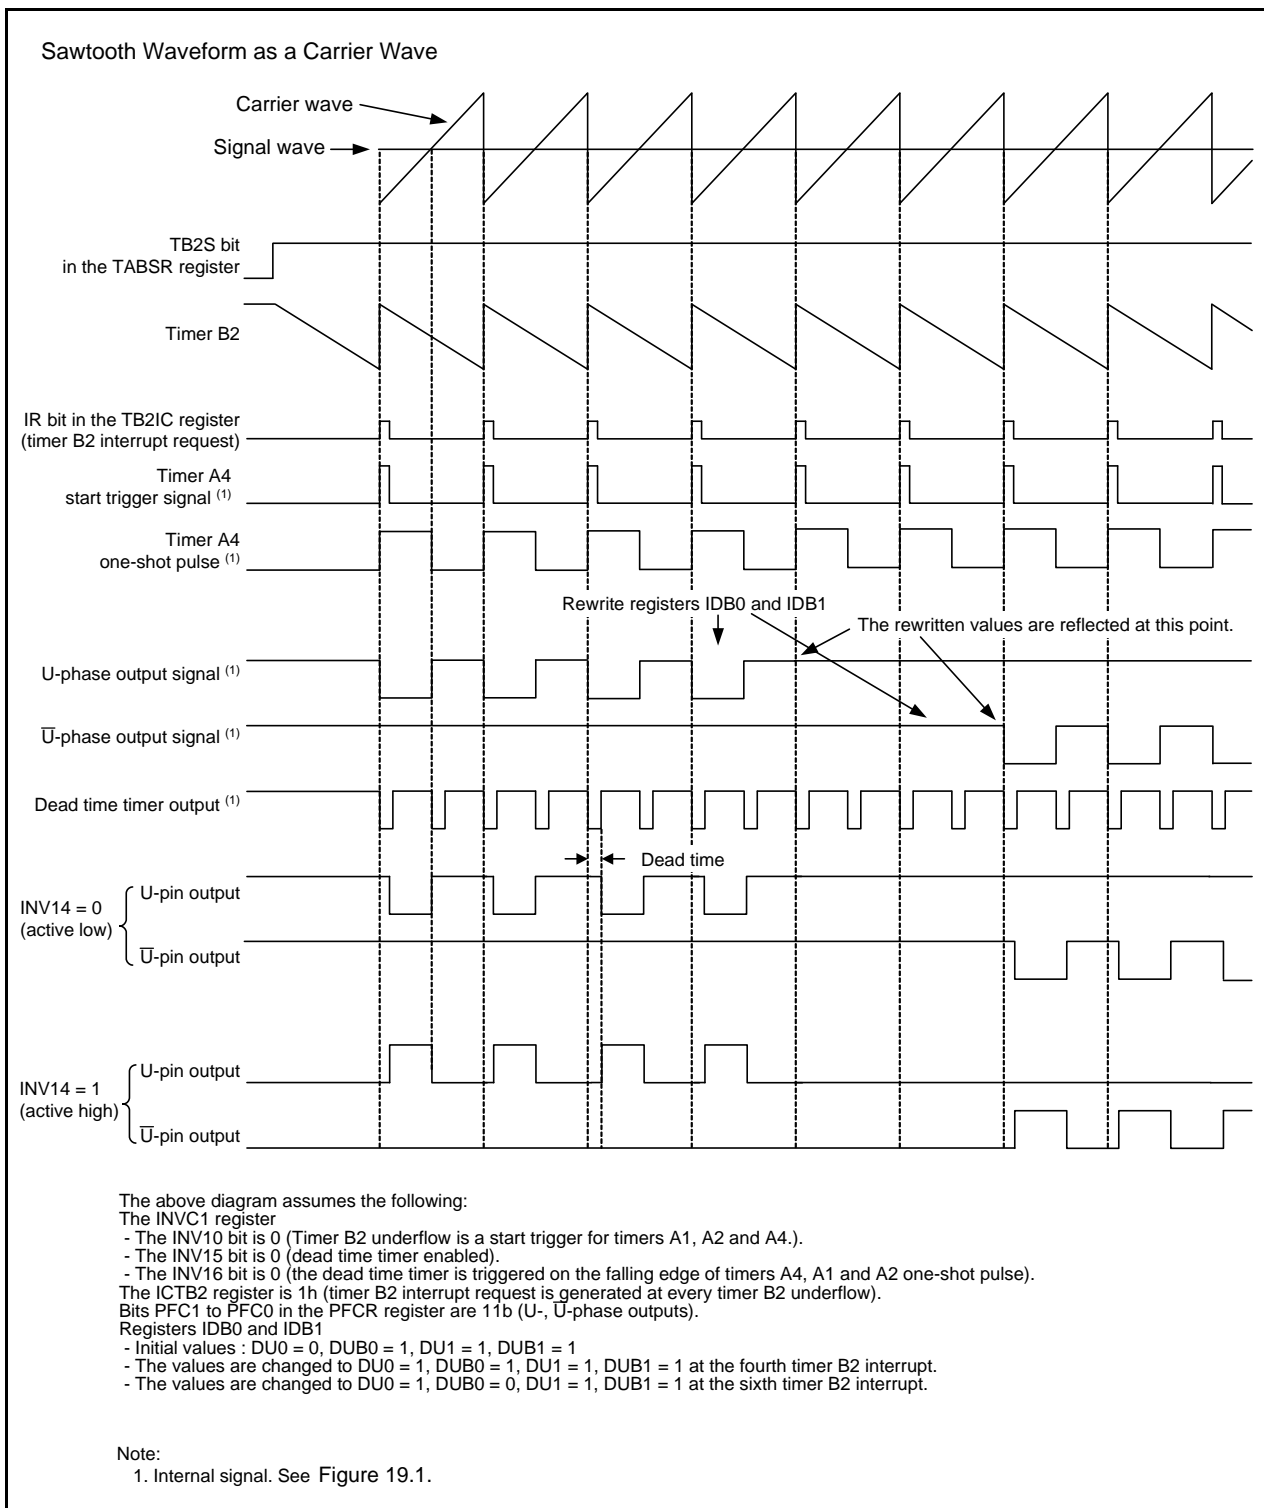 Sawtooth Waveform as a Carrier Wave
Carrier wave
Signal wave
TB2S bit
in the TABSR register
Timer B2
IR bit in the TB2IC register
(timer B2 interrupt request)
Timer A4
start trigger signal (1)
Timer A4
one-shot pulse (1)
Rewrite registers IDB0 and IDB1
The rewritten values are reflected at this point.
U-phase output signal (1)
U̅-phase output signal (1)
Dead time timer output (1)
Dead time
INV14 = 0
(active low)
U-pin output
U̅-pin output
INV14 = 1
(active high)
U-pin output
U̅-pin output
The above diagram assumes the following:
The INVC1 register
- The INV10 bit is 0 (Timer B2 underflow is a start trigger for timers A1, A2 and A4.).
- The INV15 bit is 0 (dead time timer enabled).
- The INV16 bit is 0 (the dead time timer is triggered on the falling edge of timers A4, A1 and A2 one-shot pulse).
The ICTB2 register is 1h (timer B2 interrupt request is generated at every timer B2 underflow).
Bits PFC1 to PFC0 in the PFCR register are 11b (U-, U̅-phase outputs).
Registers IDB0 and IDB1
- Initial values : DU0 = 0, DUB0 = 1, DU1 = 1, DUB1 = 1
- The values are changed to DU0 = 1, DUB0 = 1, DU1 = 1, DUB1 = 1 at the fourth timer B2 interrupt.
- The values are changed to DU0 = 1, DUB0 = 0, DU1 = 1, DUB1 = 1 at the sixth timer B2 interrupt.
Note:
1. Internal signal. See Figure 19.1.